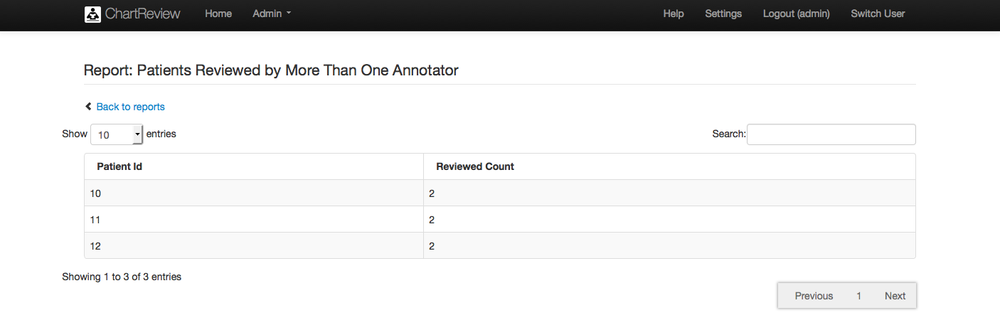 ChartReview Home Admin Help Settings Logout (admin) Switch User
Report: Patients Reviewed by More Than One Annotator
Back to reports
Show 10 entries Search:
Patient Id Reviewed Count
10 2
11 2
12 2
Showing 1 to 3 of 3 entries
Previous 1 Next